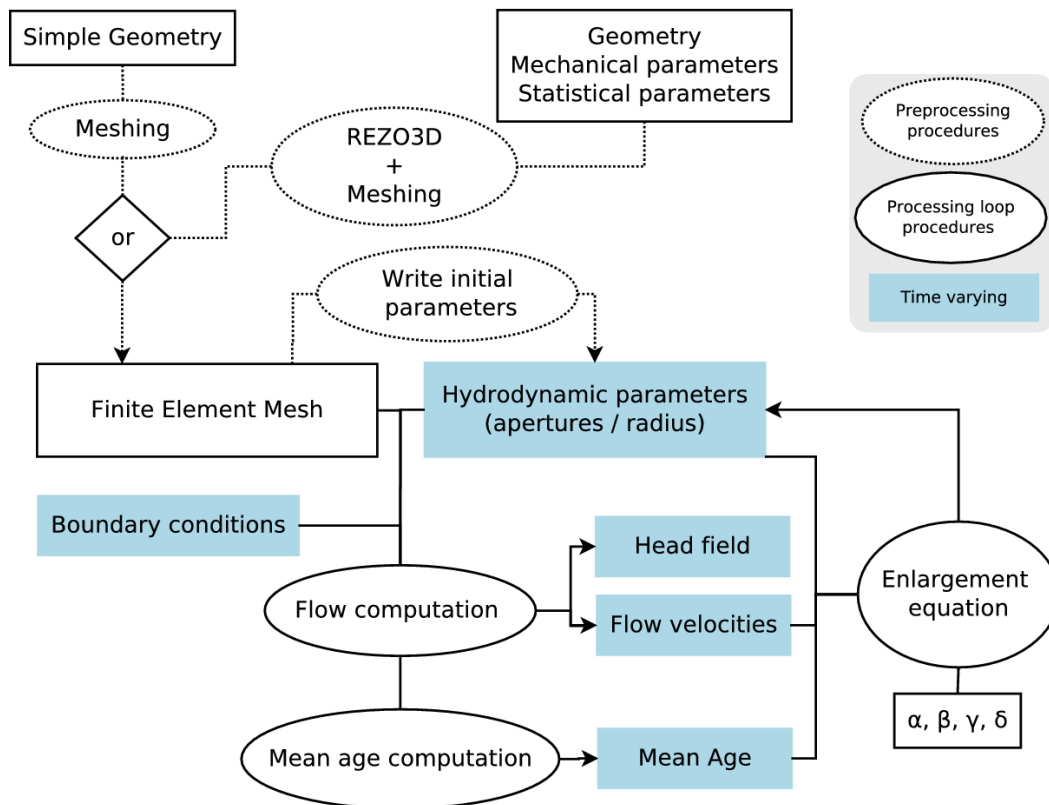 Simple Geometry
Geometry
Mechanical parameters
Statistical parameters
Meshing
REZO3D
+
Meshing
or
Write initial
parameters
Preprocessing
procedures
Processing loop
procedures
Time varying
Finite Element Mesh
Hydrodynamic parameters
(apertures / radius)
Boundary conditions
Head field
Flow computation
Flow velocities
Enlargement
equation
α, β, γ, δ
Mean age computation
Mean Age